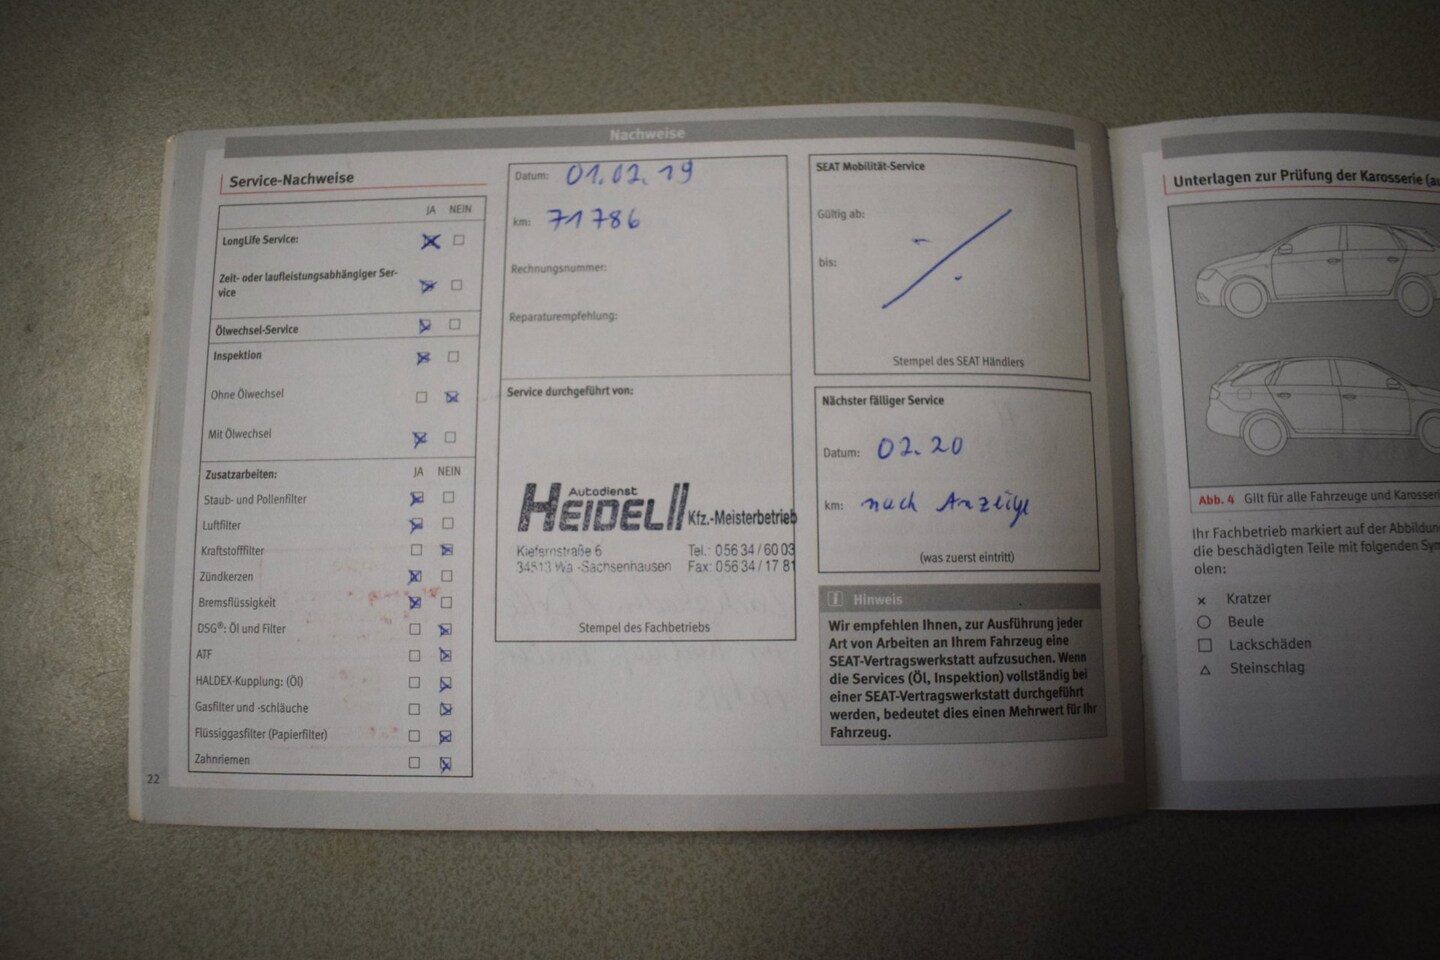 Nachweise
Service-Nachweise
JA NEIN
LongLife Service:
Zeit- oder laufleistungsabhängiger Ser-
vice
Ölwechsel-Service
Inspektion
Ohne Ölwechsel
Mit Ölwechsel
Zusatzarbeiten: JA NEIN
Staub- und Pollenfilter
Luftfilter
Kraftstofffilter
Zündkerzen
Bremsflüssigkeit
DSG®: Öl und Filter
ATF
HALDEX-Kupplung: (Öl)
Gasfilter und -schläuche
Flüssiggasfilter (Papierfilter)
Zahnriemen
22
Datum: 01.02.19
km: 71786
Rechnungsnummer:
Reparaturempfehlung:
Service durchgeführt von:
Autodienst
HEIDEL Kfz.-Meisterbetrieb
Kiefernstraße 6 Tel.: 05634/6003
34513 Wa -Sachsenhausen Fax: 05634/1781
Stempel des Fachbetriebs
SEAT Mobilität-Service
Gültig ab:
bis:
Stempel des SEAT Händlers
Nächster fälliger Service
Datum: 02.20
km: nach Anzeige
(was zuerst eintritt)
i Hinweis
Wir empfehlen Ihnen, zur Ausführung jeder
Art von Arbeiten an Ihrem Fahrzeug eine
SEAT-Vertragswerkstatt aufzusuchen. Wenn
die Services (Öl, Inspektion) vollständig bei
einer SEAT-Vertragswerkstatt durchgeführt
werden, bedeutet dies einen Mehrwert für Ihr
Fahrzeug.
Unterlagen zur Prüfung der Karosserie (au
Abb. 4 Gilt für alle Fahrzeuge und Karosseri
Ihr Fachbetrieb markiert auf der Abbildun
die beschädigten Teile mit folgenden Sym
olen:
Kratzer
Beule
Lackschäden
Steinschlag